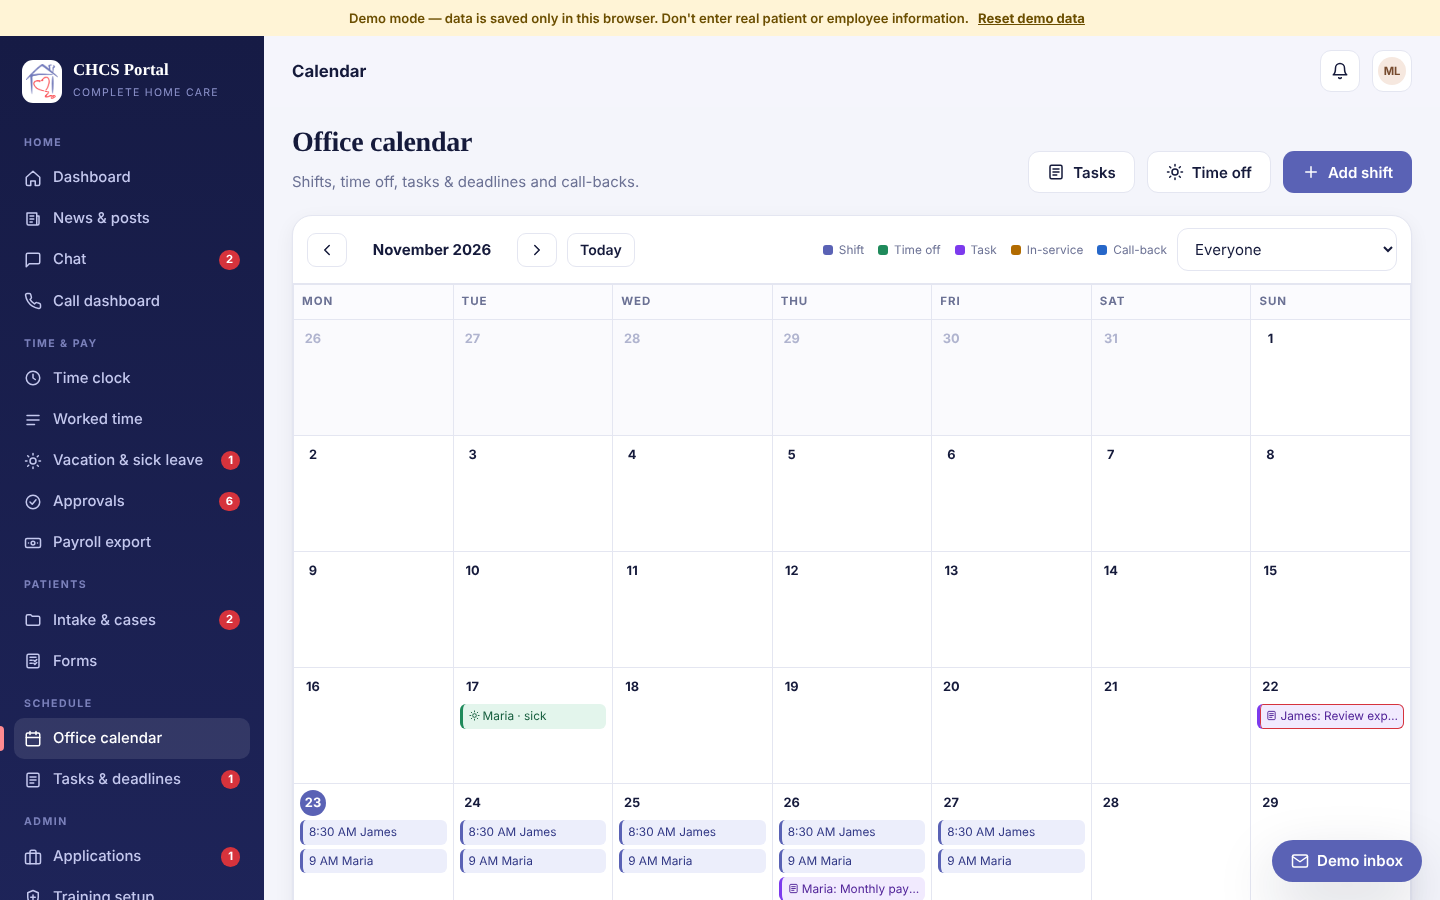 Demo mode — data is saved only in this browser. Don't enter real patient or employee information. Reset demo data
CHCS Portal
COMPLETE HOME CARE
HOME
Dashboard
News & posts
Chat 2
Call dashboard
TIME & PAY
Time clock
Worked time
Vacation & sick leave 1
Approvals 6
Payroll export
PATIENTS
Intake & cases 2
Forms
SCHEDULE
Office calendar
Tasks & deadlines 1
ADMIN
Applications 1
Training setup
Calendar
ML
Office calendar
Shifts, time off, tasks & deadlines and call-backs.
Tasks Time off Add shift
November 2026 Today Shift Time off Task In-service Call-back Everyone
MON TUE WED THU FRI SAT SUN
26 27 28 29 30 31 1
2 3 4 5 6 7 8
9 10 11 12 13 14 15
16 17 18 19 20 21 22
Maria · sick James: Review exp...
23 24 25 26 27 28 29
8:30 AM James 8:30 AM James 8:30 AM James 8:30 AM James 8:30 AM James
9 AM Maria 9 AM Maria 9 AM Maria 9 AM Maria 9 AM Maria
Maria: Monthly pay...
Demo inbox